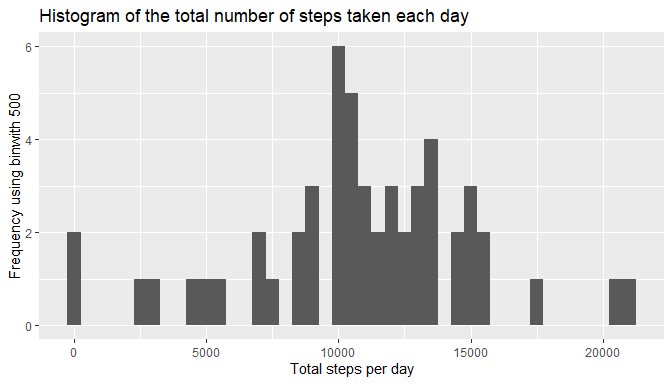 Histogram of the total number of steps taken each day
6
4
2
0
Frequency using binwith 500
0 5000 10000 15000 20000
Total steps per day